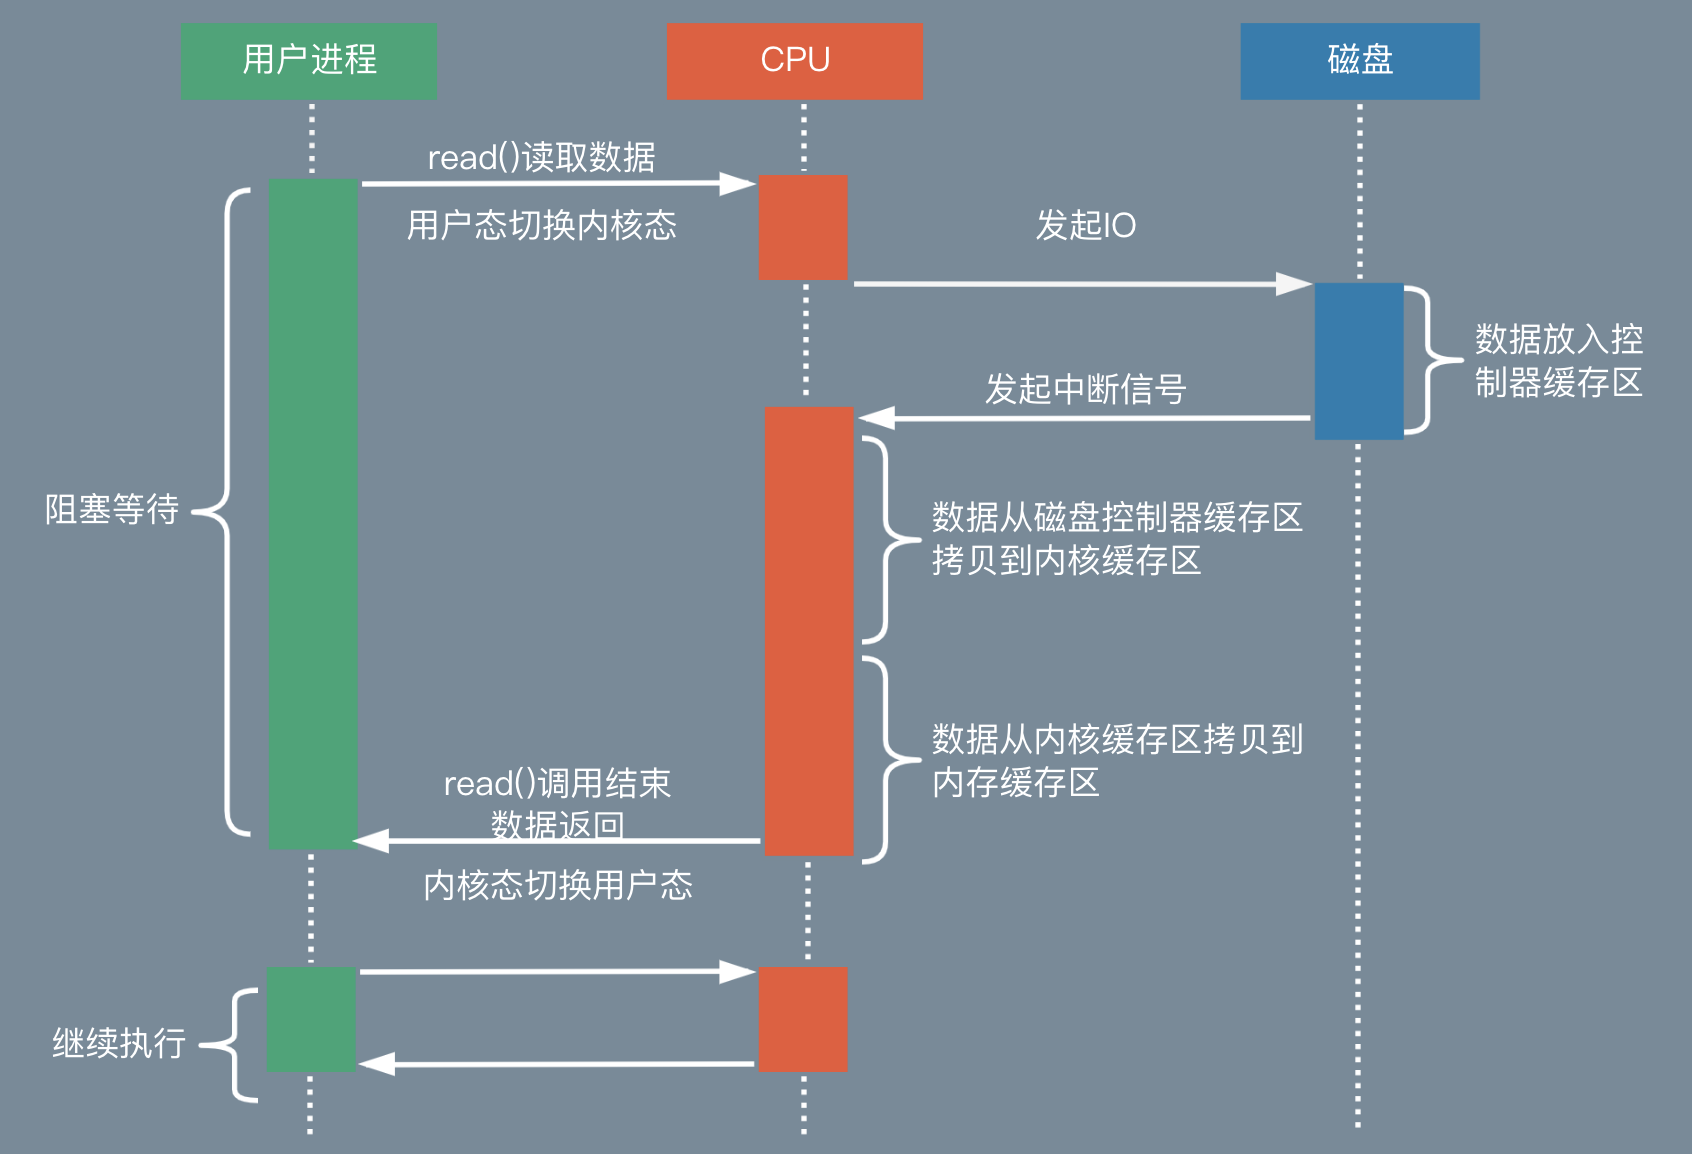 用户进程
CPU
磁盘
read()读取数据
用户态切换内核态
发起IO
数据放入控
制器缓存区
发起中断信号
阻塞等待
数据从磁盘控制器缓存区
拷贝到内核缓存区
数据从内核缓存区拷贝到
内存缓存区
read()调用结束
数据返回
内核态切换用户态
继续执行